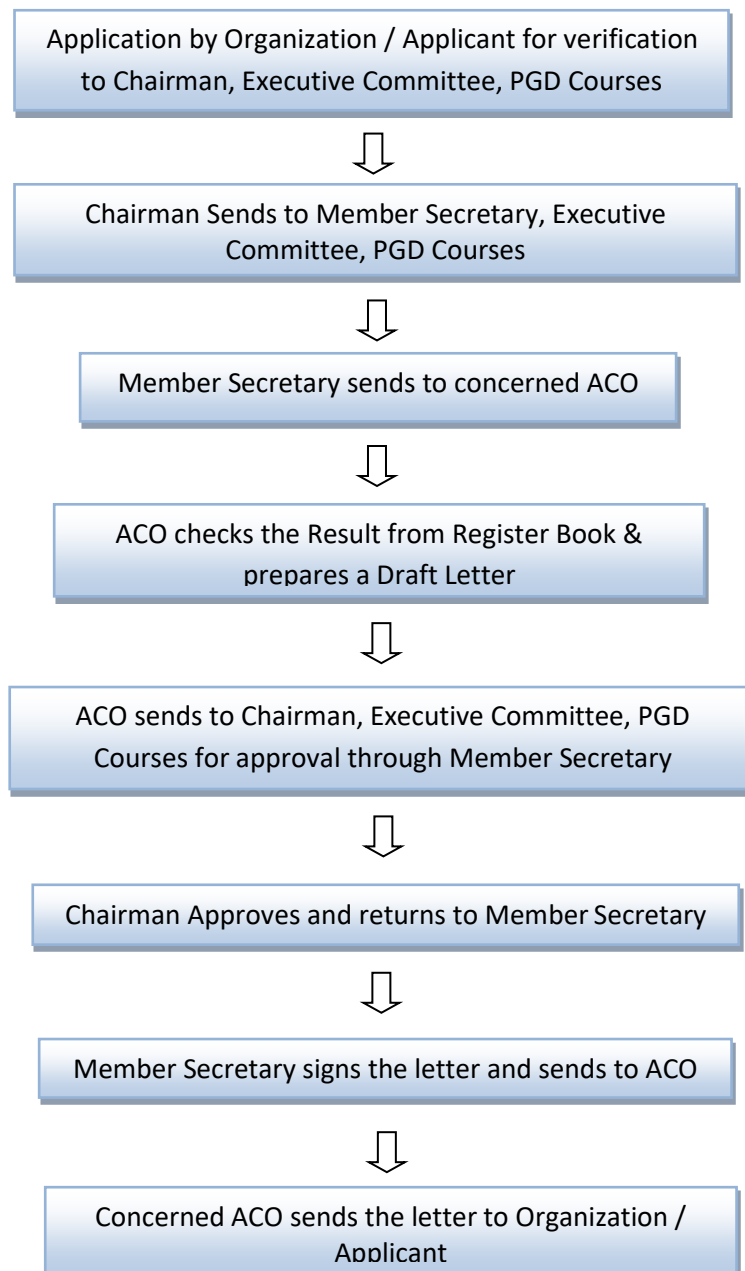 Application by Organization / Applicant for verification
to Chairman, Executive Committee, PGD Courses
Chairman Sends to Member Secretary, Executive
Committee, PGD Courses
Member Secretary sends to concerned ACO
ACO checks the Result from Register Book &
prepares a Draft Letter
ACO sends to Chairman, Executive Committee, PGD
Courses for approval through Member Secretary
Chairman Approves and returns to Member Secretary
Member Secretary signs the letter and sends to ACO
Concerned ACO sends the letter to Organization /
Applicant